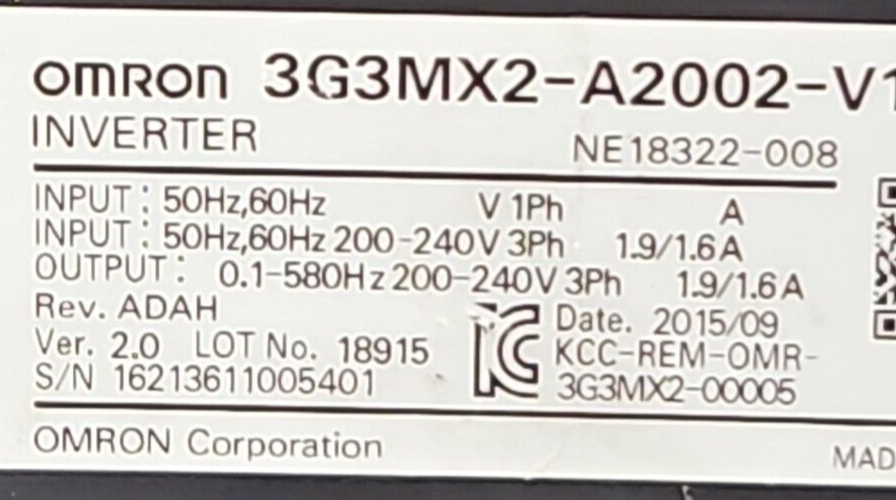 OMRON 3G3MX2-A2002-V1
INVERTER NE18322-008
INPUT: 50Hz,60Hz V 1Ph A
INPUT: 50Hz,60Hz 200-240V 3Ph 1.9/1.6A
OUTPUT: 0.1-580Hz 200-240V 3Ph 1.9/1.6A
Rev. ADAH
Date. 2015/09
Ver. 2.0 LOT No. 18915
KCC-REM-OMR-
S/N 16213611005401
3G3MX2-00005
OMRON Corporation
MAD